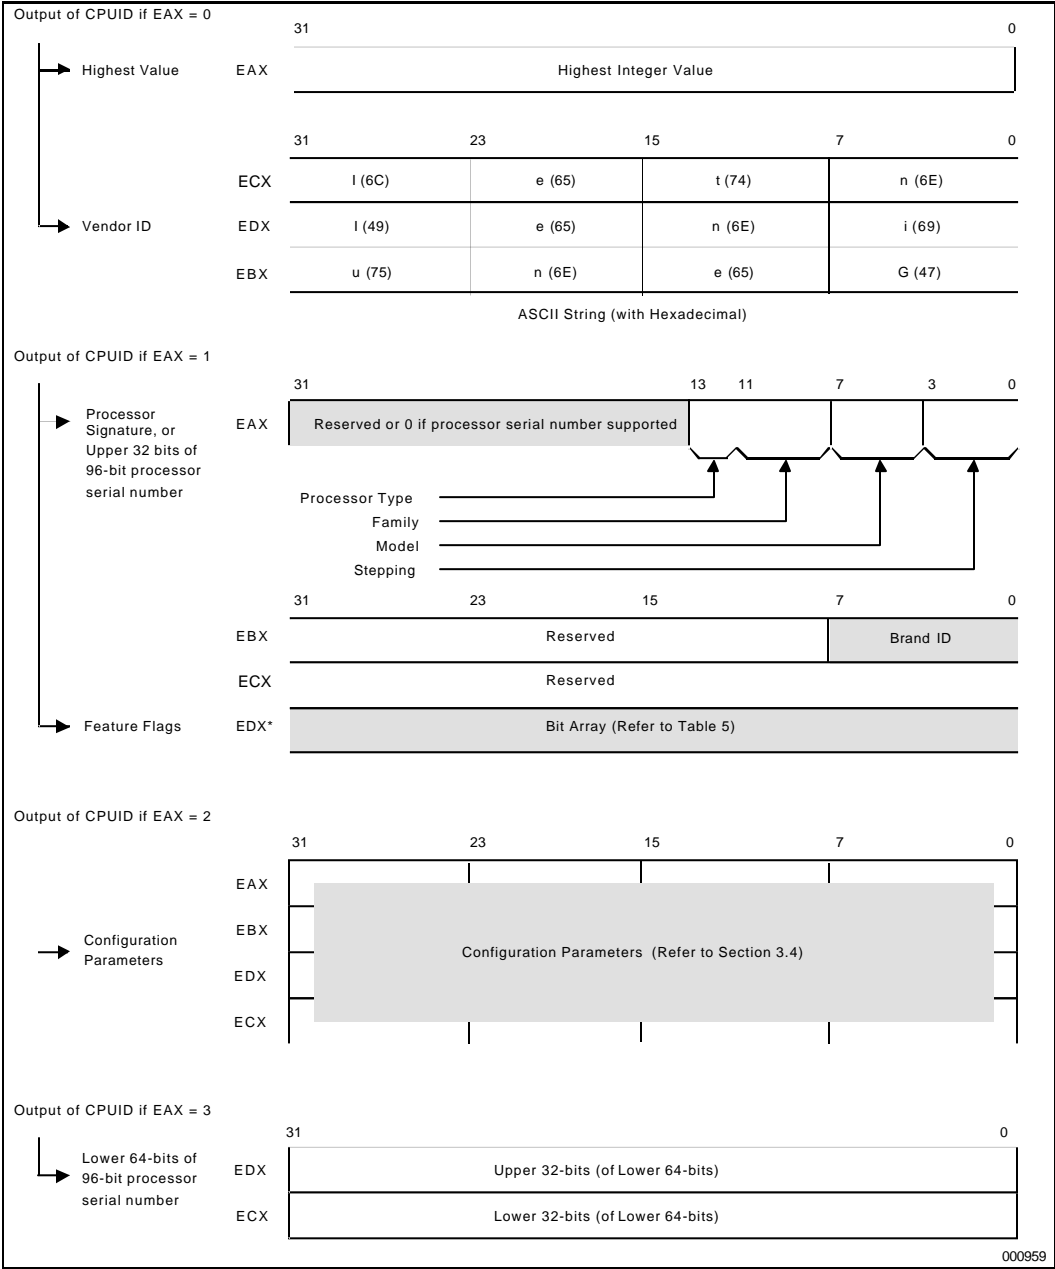 Output of CPUID if EAX = 0
31 0
Highest Value EAX Highest Integer Value
31 23 15 7 0
ECX l (6C) e (65) t (74) n (6E)
Vendor ID EDX I (49) e (65) n (6E) i (69)
EBX u (75) n (6E) e (65) G (47)
ASCII String (with Hexadecimal)
Output of CPUID if EAX = 1
31 13 11 7 3 0
Processor
Signature, or
Upper 32 bits of
96-bit processor
serial number
EAX Reserved or 0 if processor serial number supported
Processor Type
Family
Model
Stepping
31 23 15 7 0
EBX Reserved Brand ID
ECX Reserved
Feature Flags EDX* Bit Array (Refer to Table 5)
Output of CPUID if EAX = 2
31 23 15 7 0
EAX
EBX
Configuration
Parameters
Configuration Parameters (Refer to Section 3.4)
EDX
ECX
Output of CPUID if EAX = 3
31 0
Lower 64-bits of
96-bit processor
serial number
EDX Upper 32-bits (of Lower 64-bits)
ECX Lower 32-bits (of Lower 64-bits)
000959